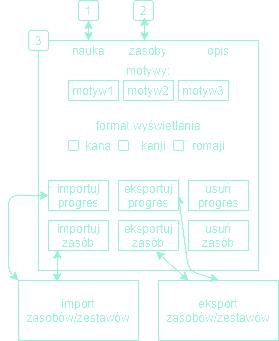 1 2
3
nauka zasoby opis
motywy:
motyw1 motyw2 motyw3
format wyświetlania
kana kanji romaji
importuj eksportuj usuń
progres progres progres
importuj eksportuj usuń
zasób zasób zasób
import eksport
zasobów/zestawów zasobów/zestawów